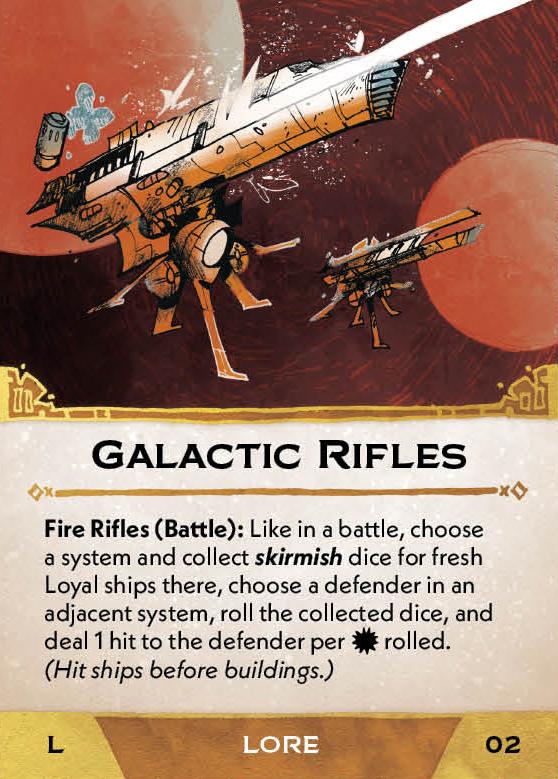 GALACTIC RIFLES
Fire Rifles (Battle): Like in a battle, choose
a system and collect skirmish dice for fresh
Loyal ships there, choose a defender in an
adjacent system, roll the collected dice, and
deal 1 hit to the defender per rolled.
(Hit ships before buildings.)
L LORE 02